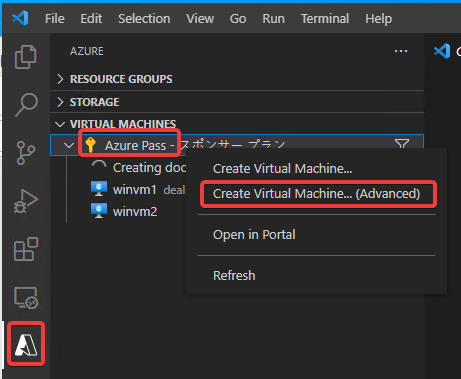 File Edit Selection View Go Run Terminal Help
AZURE
RESOURCE GROUPS
STORAGE
VIRTUAL MACHINES
Azure Pass - スポンサー プラン
Creating doc
winvm1 deal
winvm2
Create Virtual Machine...
Create Virtual Machine... (Advanced)
Open in Portal
Refresh